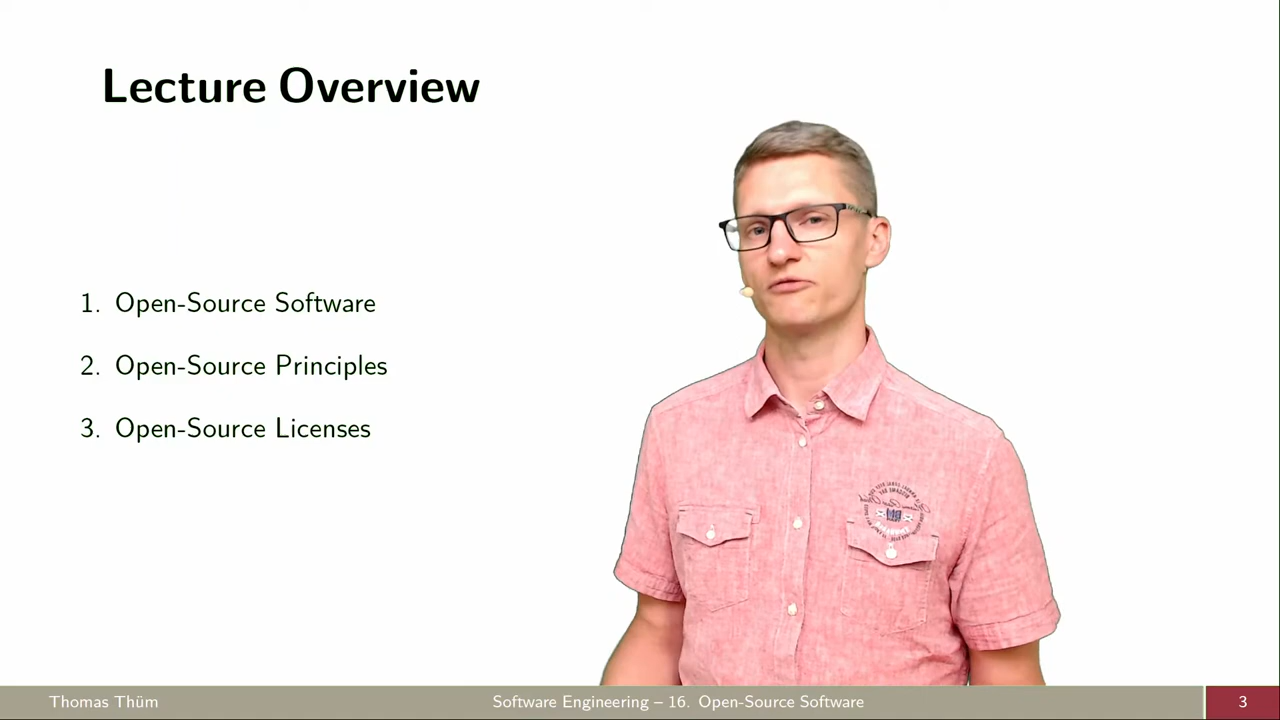 Lecture Overview
1. Open-Source Software
2. Open-Source Principles
3. Open-Source Licenses
Thomas Thüm
Software Engineering – 16. Open-Source Software
3